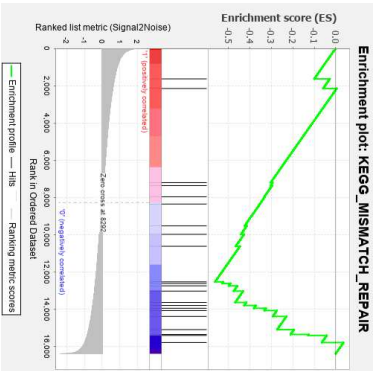 Enrichment plot: KEGG_MISMATCH_REPAIR
Enrichment score (ES)
0.0
-0.1
-0.2
-0.3
-0.4
-0.5
'1' (positively correlated)
Zero cross at 8292
'0' (negatively correlated)
Ranked list metric (Signal2Noise)
2
1
0
-1
-2
0 2,000 4,000 6,000 8,000 10,000 12,000 14,000 16,000
Rank in Ordered Dataset
Enrichment profile Hits Ranking metric scores